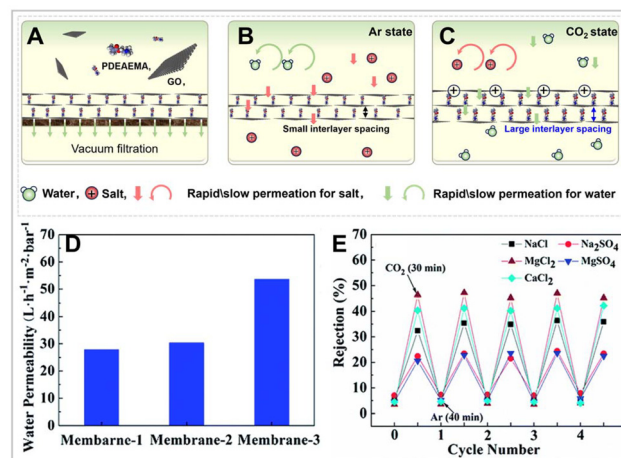 A
PDEAEMA,
GO,
Vacuum filtration
B
Ar state
Small interlayer spacing
C
CO2 state
Large interlayer spacing
Water, Salt, Rapid\slow permeation for salt, Rapid\slow permeation for water
D
Water Permeability (L·h-1·m-2·bar-1)
70
60
50
40
30
20
10
0
Membarne-1 Membrane-2 Membrane-3
E
Rejection (%)
70
60
50
40
30
20
10
0
NaCl Na2SO4
MgCl2 MgSO4
CaCl2
CO2 (30 min)
Ar (40 min)
0 1 2 3 4
Cycle Number